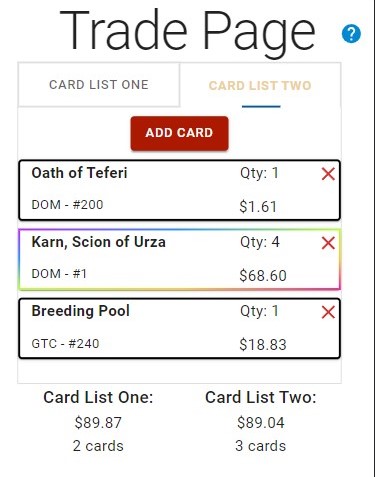 Trade Page ?
CARD LIST ONE CARD LIST TWO
ADD CARD
Oath of Teferi Qty: 1
DOM - #200 $1.61
Karn, Scion of Urza Qty: 4
DOM - #1 $68.60
Breeding Pool Qty: 1
GTC - #240 $18.83
Card List One: Card List Two:
$89.87 $89.04
2 cards 3 cards